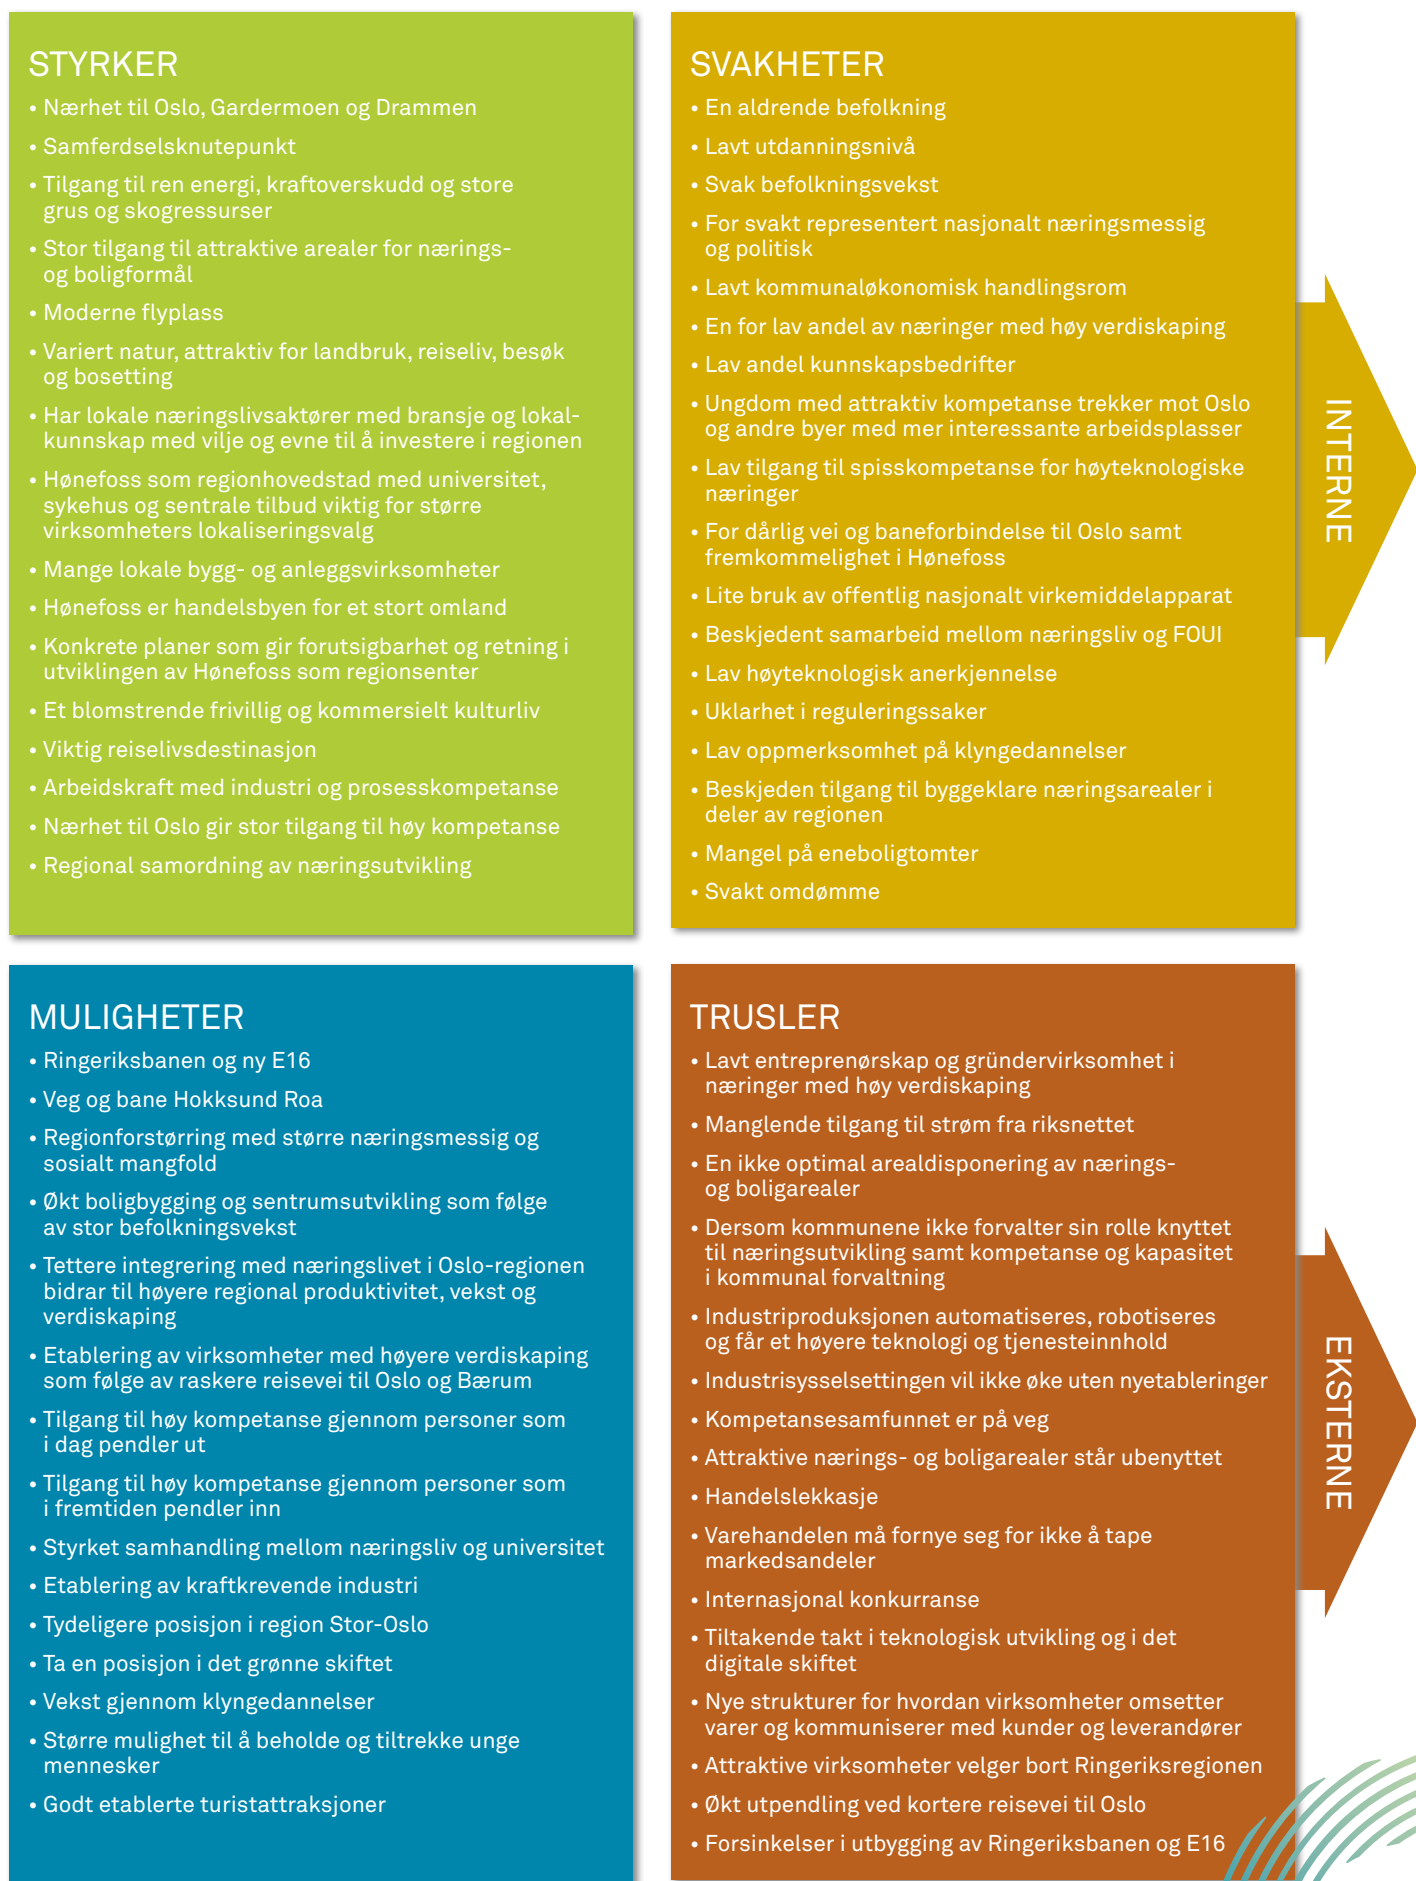 STYRKER
• Nærhet til Oslo, Gardermoen og Drammen
• Samferdselsknutepunkt
• Tilgang til ren energi, kraftoverskudd og store
grus og skogressurser
• Stor tilgang til attraktive arealer for nærings-
og boligformål
• Moderne flyplass
• Variert natur, attraktiv for landbruk, reiseliv, besøk
og bosetting
• Har lokale næringslivsaktører med bransje og lokal-
kunnskap med vilje og evne til å investere i regionen
• Hønefoss som regionhovedstad med universitet,
sykehus og sentrale tilbud viktig for større
virksomheters lokaliseringsvalg
• Mange lokale bygg- og anleggsvirksomheter
• Hønefoss er handelsbyen for et stort omland
• Konkrete planer som gir forutsigbarhet og retning i
utviklingen av Hønefoss som regionsenter
• Et blomstrende frivillig og kommersielt kulturliv
• Viktig reiselivsdestinasjon
• Arbeidskraft med industri og prosesskompetanse
• Nærhet til Oslo gir stor tilgang til høy kompetanse
• Regional samordning av næringsutvikling
SVAKHETER
• En aldrende befolkning
• Lavt utdanningsnivå
• Svak befolkningsvekst
• For svakt representert nasjonalt næringsmessig
og politisk
• Lavt kommunaløkonomisk handlingsrom
• En for lav andel av næringer med høy verdiskaping
• Lav andel kunnskapsbedrifter
• Ungdom med attraktiv kompetanse trekker mot Oslo
og andre byer med mer interessante arbeidsplasser
• Lav tilgang til spisskompetanse for høyteknologiske
næringer
• For dårlig vei og baneforbindelse til Oslo samt
fremkommelighet i Hønefoss
• Lite bruk av offentlig nasjonalt virkemiddelapparat
• Beskjedent samarbeid mellom næringsliv og FOUI
• Lav høyteknologisk anerkjennelse
• Uklarhet i reguleringssaker
• Lav oppmerksomhet på klyngedannelser
• Beskjeden tilgang til byggeklare næringsarealer i
deler av regionen
• Mangel på eneboligtomter
• Svakt omdømme
INTERNE
MULIGHETER
• Ringeriksbanen og ny E16
• Veg og bane Hokksund Roa
• Regionforstørring med større næringsmessig og
sosialt mangfold
• Økt boligbygging og sentrumsutvikling som følge
av stor befolkningsvekst
• Tettere integrering med næringslivet i Oslo-regionen
bidrar til høyere regional produktivitet, vekst og
verdiskaping
• Etablering av virksomheter med høyere verdiskaping
som følge av raskere reisevei til Oslo og Bærum
• Tilgang til høy kompetanse gjennom personer som
i dag pendler ut
• Tilgang til høy kompetanse gjennom personer som
i fremtiden pendler inn
• Styrket samhandling mellom næringsliv og universitet
• Etablering av kraftkrevende industri
• Tydeligere posisjon i region Stor-Oslo
• Ta en posisjon i det grønne skiftet
• Vekst gjennom klyngedannelser
• Større mulighet til å beholde og tiltrekke unge
mennesker
• Godt etablerte turistattraksjoner
TRUSLER
• Lavt entreprenørskap og gründervirksomhet i
næringer med høy verdiskaping
• Manglende tilgang til strøm fra riksnettet
• En ikke optimal arealdisponering av nærings-
og boligarealer
• Dersom kommunene ikke forvalter sin rolle knyttet
til næringsutvikling samt kompetanse og kapasitet
i kommunal forvaltning
• Industriproduksjonen automatiseres, robotiseres
og får et høyere teknologi og tjenesteinnhold
• Industrisysselsettingen vil ikke øke uten nyetableringer
• Kompetansesamfunnet er på veg
• Attraktive nærings- og boligarealer står ubenyttet
• Handelslekkasje
• Varehandelen må fornye seg for ikke å tape
markedsandeler
• Internasjonal konkurranse
• Tiltakende takt i teknologisk utvikling og i det
digitale skiftet
• Nye strukturer for hvordan virksomheter omsetter
varer og kommuniserer med kunder og leverandører
• Attraktive virksomheter velger bort Ringeriksregionen
• Økt utpendling ved kortere reisevei til Oslo
• Forsinkelser i utbygging av Ringeriksbanen og E16
EKSTERNE